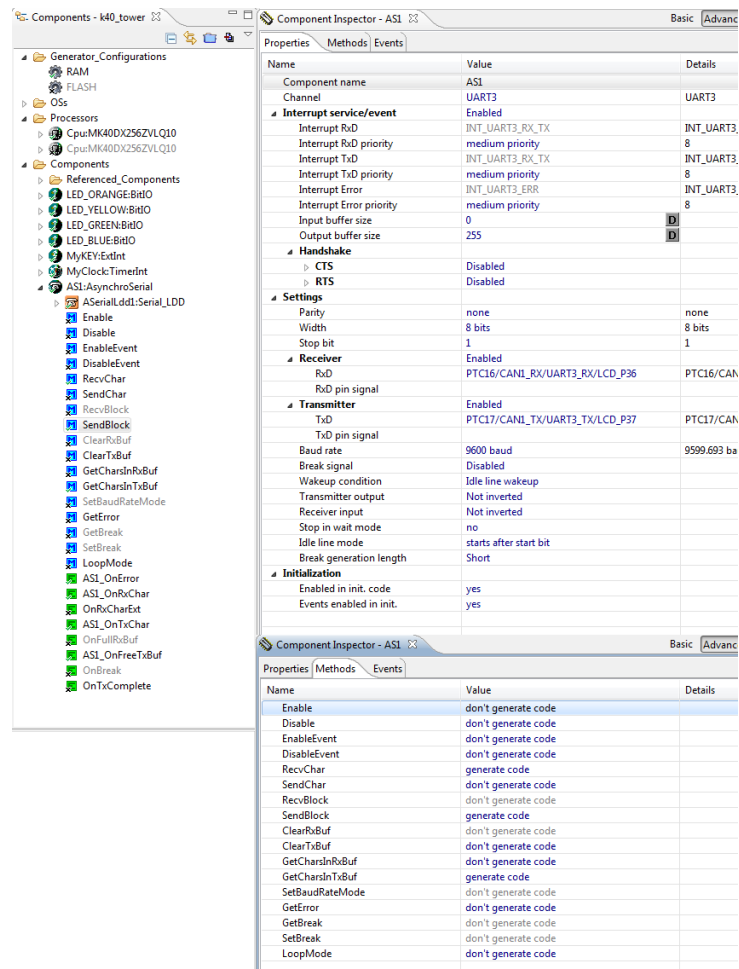 Components - k40_tower
Generator_Configurations
RAM
FLASH
OSs
Processors
Cpu:MK40DX256ZVLQ10
Cpu:MK40DX256ZVLQ10
Components
Referenced_Components
LED_ORANGE:BitIO
LED_YELLOW:BitIO
LED_GREEN:BitIO
LED_BLUE:BitIO
MyKEY:ExtInt
MyClock:TimerInt
AS1:AsynchroSerial
ASerialLdd1:Serial_LDD
Enable
Disable
EnableEvent
DisableEvent
RecvChar
SendChar
RecvBlock
SendBlock
ClearRxBuf
ClearTxBuf
GetCharsInRxBuf
GetCharsInTxBuf
SetBaudRateMode
GetError
GetBreak
SetBreak
LoopMode
AS1_OnError
AS1_OnRxChar
OnRxCharExt
AS1_OnTxChar
OnFullRxBuf
AS1_OnFreeTxBuf
OnBreak
OnTxComplete
Component Inspector - AS1 Basic Advanc
Properties Methods Events
Name Value Details
Component name AS1
Channel UART3 UART3
Interrupt service/event Enabled
Interrupt RxD INT_UART3_RX_TX INT_UART3_
Interrupt RxD priority medium priority 8
Interrupt TxD INT_UART3_RX_TX INT_UART3_
Interrupt TxD priority medium priority 8
Interrupt Error INT_UART3_ERR INT_UART3_
Interrupt Error priority medium priority 8
Input buffer size 0 D
Output buffer size 255 D
Handshake
CTS Disabled
RTS Disabled
Settings
Parity none none
Width 8 bits 8 bits
Stop bit 1 1
Receiver Enabled
RxD PTC16/CAN1_RX/UART3_RX/LCD_P36 PTC16/CAN
RxD pin signal
Transmitter Enabled
TxD PTC17/CAN1_TX/UART3_TX/LCD_P37 PTC17/CAN
TxD pin signal
Baud rate 9600 baud 9599.693 ba
Break signal Disabled
Wakeup condition Idle line wakeup
Transmitter output Not inverted
Receiver input Not inverted
Stop in wait mode no
Idle line mode starts after start bit
Break generation length Short
Initialization
Enabled in init. code yes
Events enabled in init. yes
Component Inspector - AS1 Basic Advanc
Properties Methods Events
Name Value Details
Enable don't generate code
Disable don't generate code
EnableEvent don't generate code
DisableEvent don't generate code
RecvChar generate code
SendChar don't generate code
RecvBlock don't generate code
SendBlock generate code
ClearRxBuf don't generate code
ClearTxBuf don't generate code
GetCharsInRxBuf don't generate code
GetCharsInTxBuf generate code
SetBaudRateMode don't generate code
GetError don't generate code
GetBreak don't generate code
SetBreak don't generate code
LoopMode don't generate code